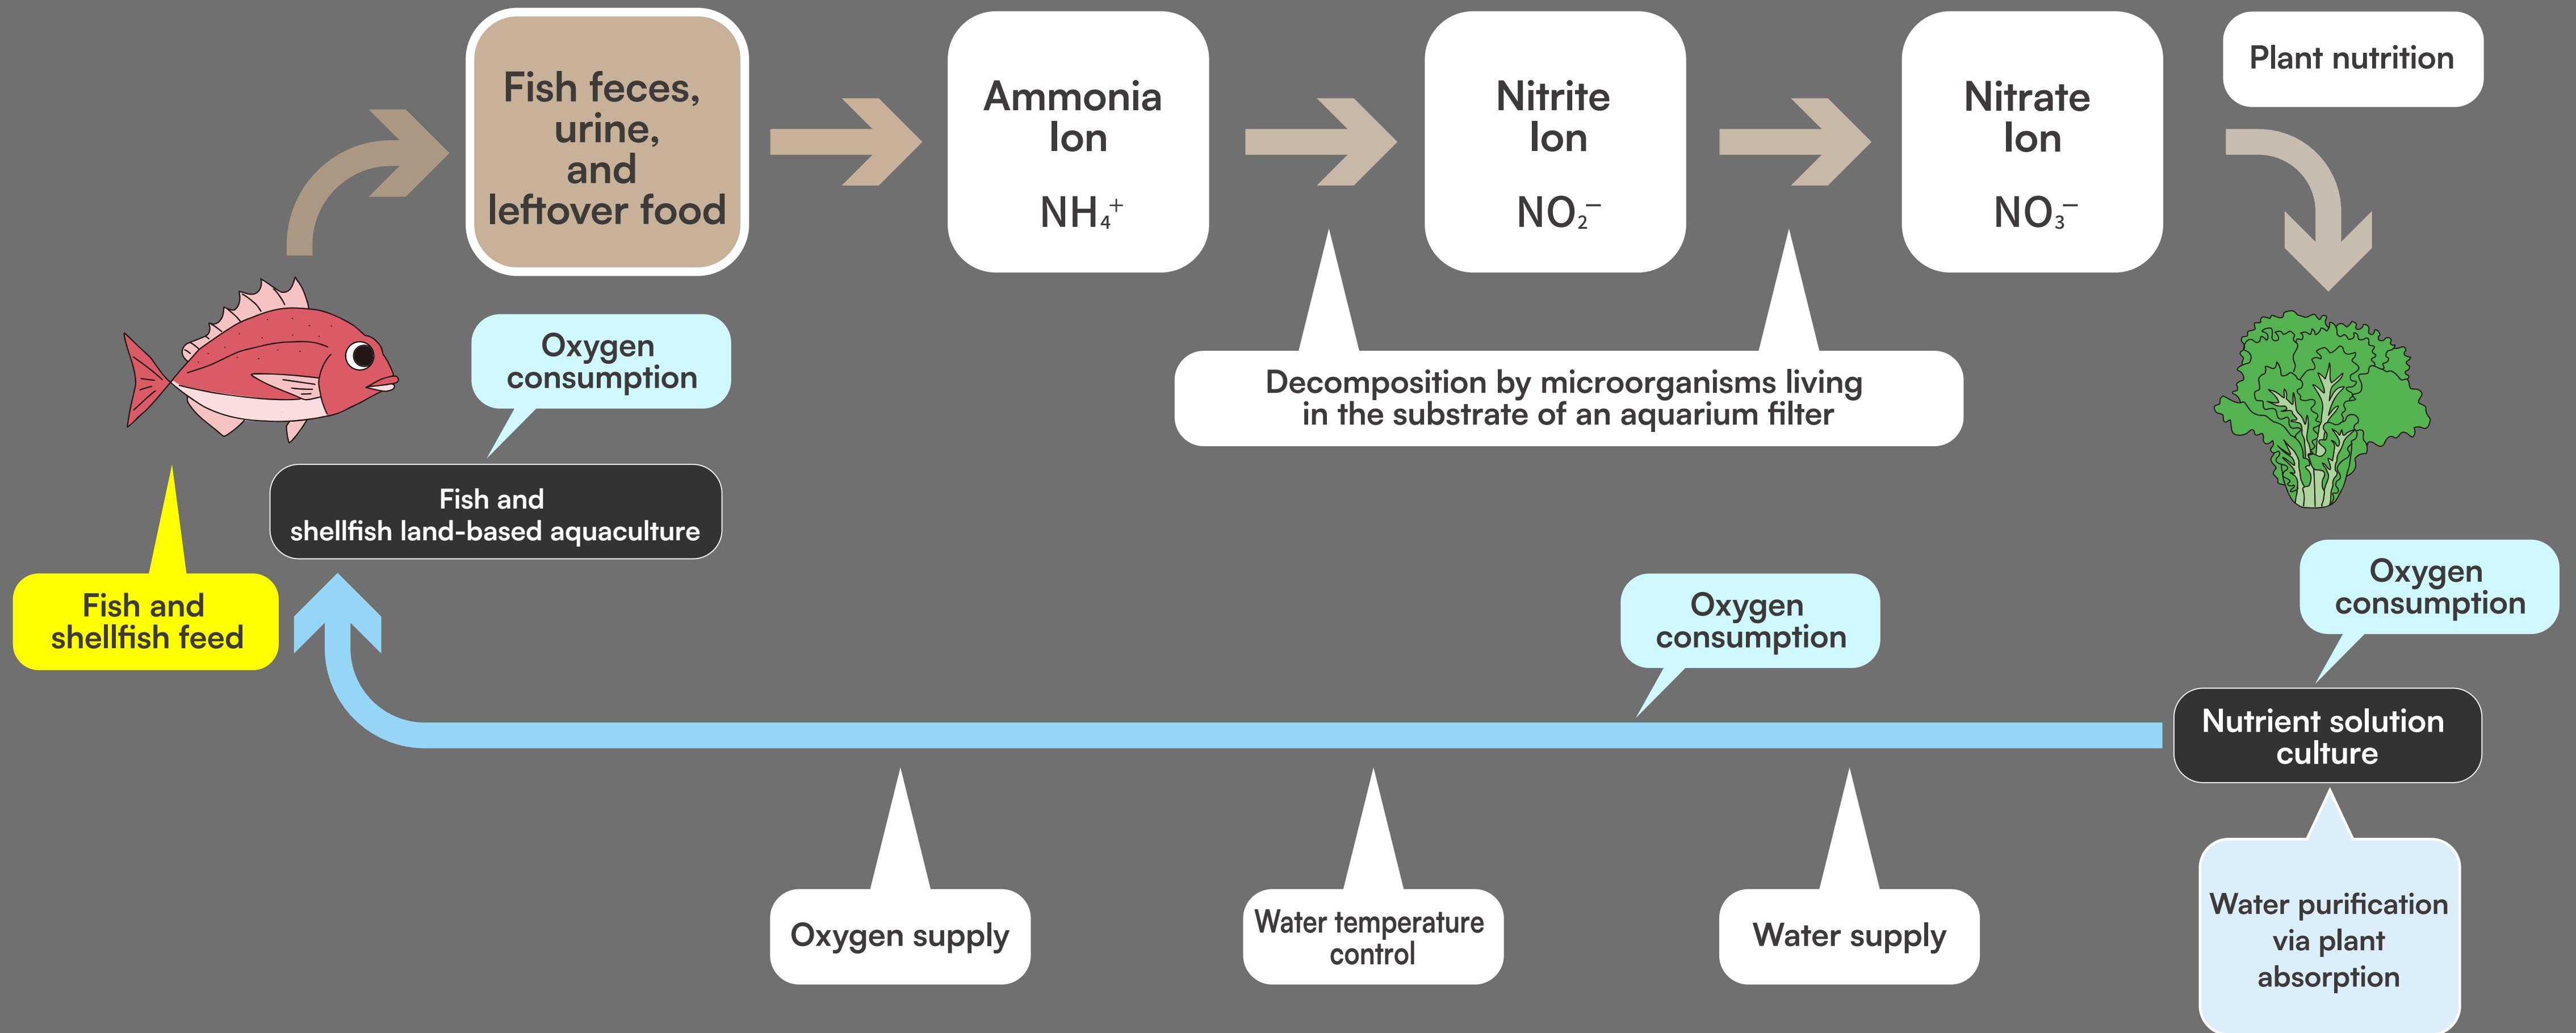 Fish feces,
urine,
and
leftover food
Ammonia
Ion
NH₄⁺
Nitrite
Ion
NO₂⁻
Nitrate
Ion
NO₃⁻
Plant nutrition
Oxygen
consumption
Decomposition by microorganisms living
in the substrate of an aquarium filter
Fish and
shellfish land-based aquaculture
Fish and
shellfish feed
Oxygen
consumption
Oxygen
consumption
Nutrient solution
culture
Oxygen supply
Water temperature
control
Water supply
Water purification
via plant
absorption